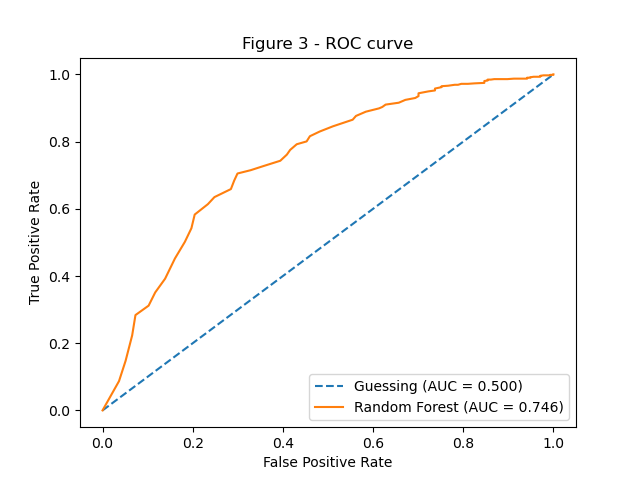 Figure 3 - ROC curve
True Positive Rate
1.0
0.8
0.6
0.4
0.2
0.0
0.0 0.2 0.4 0.6 0.8 1.0
False Positive Rate
Guessing (AUC = 0.500)
Random Forest (AUC = 0.746)